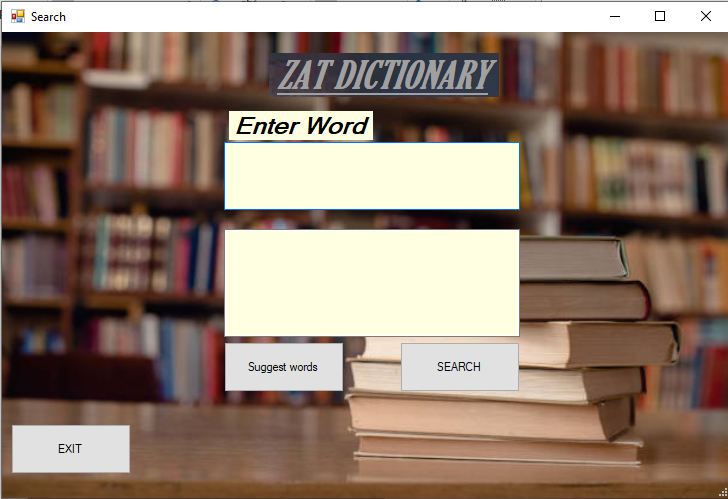 Search
ZAT DICTIONARY
Enter Word
Suggest words
SEARCH
EXIT